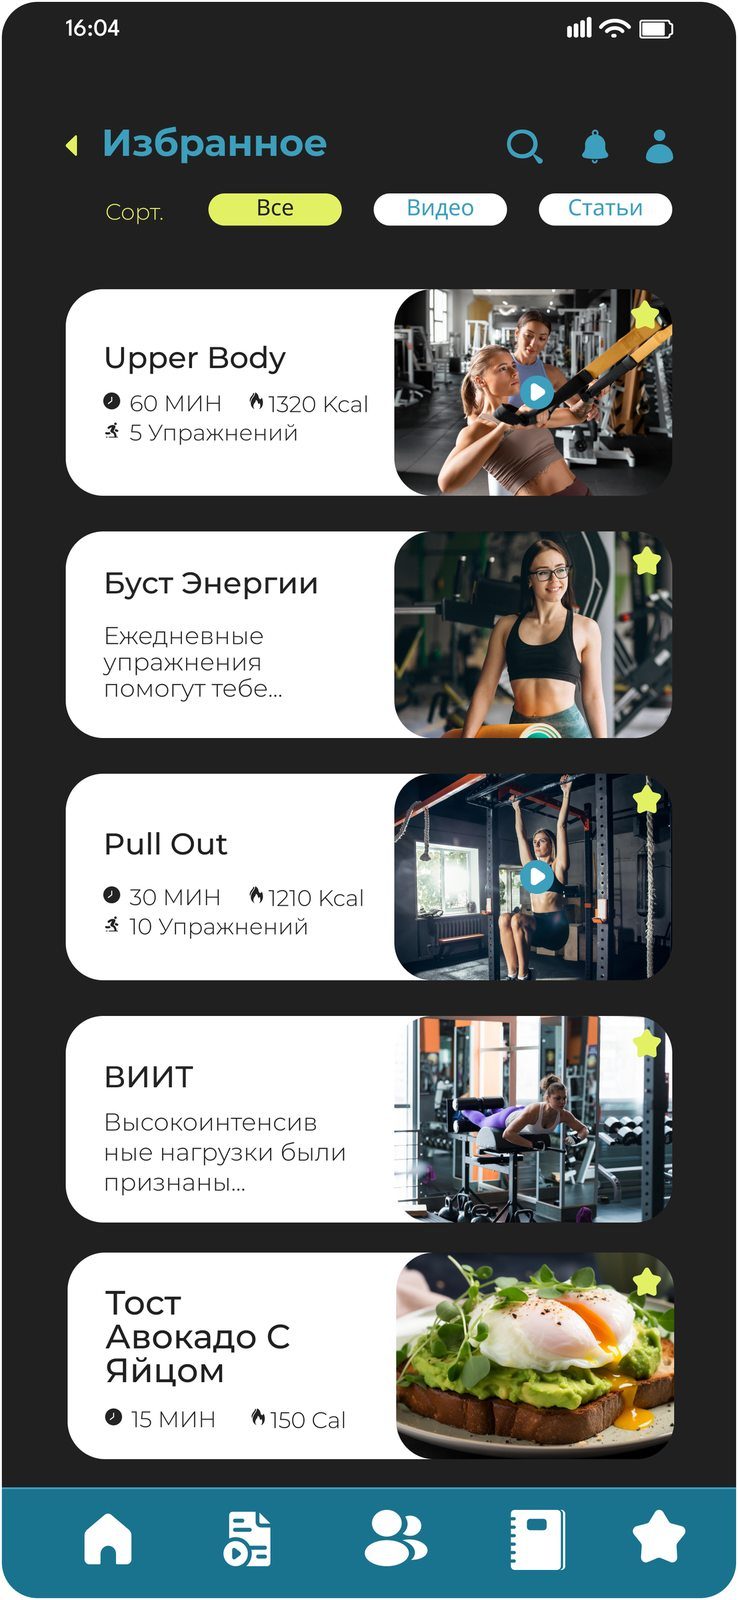 16:04
Избранное
Сорт. Все Видео Статьи
Upper Body
60 МИН 1320 Kcal
5 Упражнений
Буст Энергии
Ежедневные
упражнения
помогут тебе...
Pull Out
30 МИН 1210 Kcal
10 Упражнений
ВИИТ
Высокоинтенсив
ные нагрузки были
признаны...
Тост
Авокадо С
Яйцом
15 МИН 150 Cal